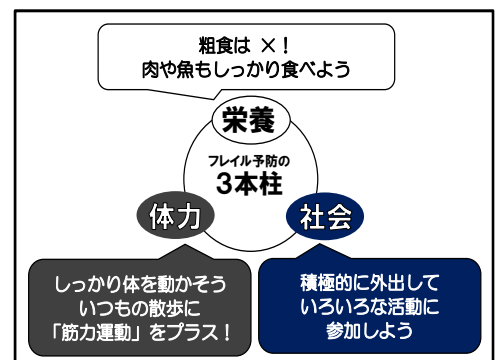 粗食は ×!
肉や魚もしっかり食べよう
栄養
フレイル予防の
3本柱
体力
社会
しっかり体を動かそう
いつもの散歩に
「筋力運動」をプラス!
積極的に外出して
いろいろな活動に
参加しよう